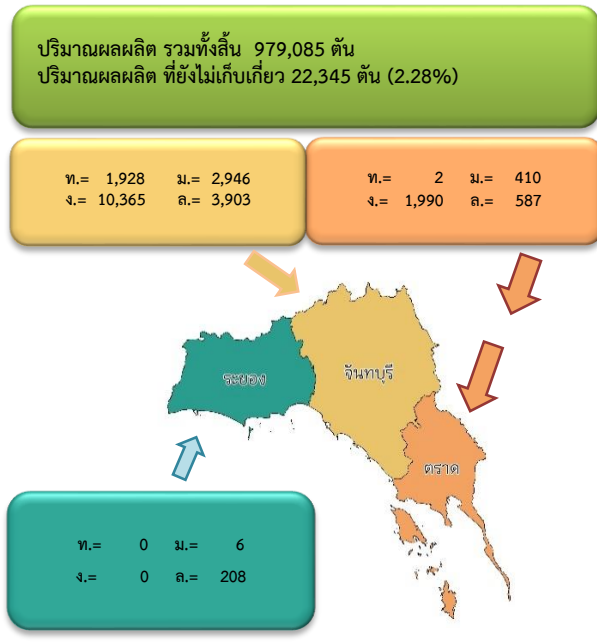 ปริมาณผลผลิต รวมทั้งสิ้น 979,085 ตัน
ปริมาณผลผลิต ที่ยังไม่เก็บเกี่ยว 22,345 ตัน (2.28%)
ท.= 1,928 ม.= 2,946
ง.= 10,365 ล.= 3,903
ท.= 2 ม.= 410
ง.= 1,990 ล.= 587
ระยอง
จันทบุรี
ตราด
ท.= 0 ม.= 6
ง.= 0 ล.= 208